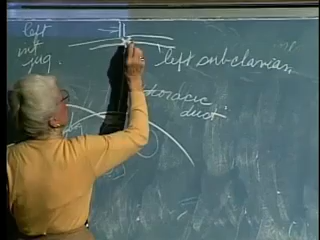 left
int
jug.
left subclavian
thoracic
duct